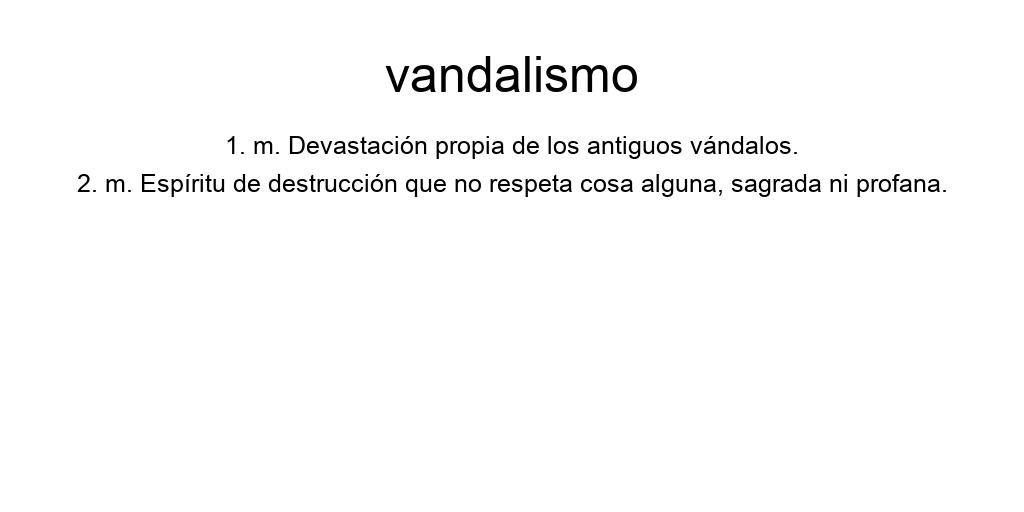 vandalismo
1. m. Devastación propia de los antiguos vándalos.
2. m. Espíritu de destrucción que no respeta cosa alguna, sagrada ni profana.